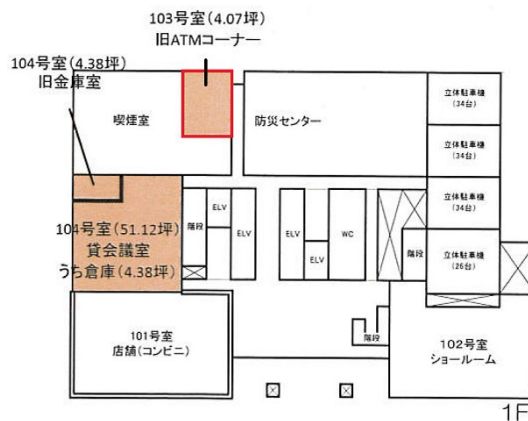 103号室(4.07坪)
旧ATMコーナー
104号室(4.38坪)
旧金庫室
喫煙室
防災センター
立体駐車機
(34台)
立体駐車機
(34台)
立体駐車機
(34台)
立体駐車機
(26台)
104号室(51.12坪)
貸会議室
うち倉庫(4.38坪)
階段
ELV
ELV
ELV
ELV
WC
階段
階段
101号室
店舗(コンビニ)
102号室
ショールーム
1F